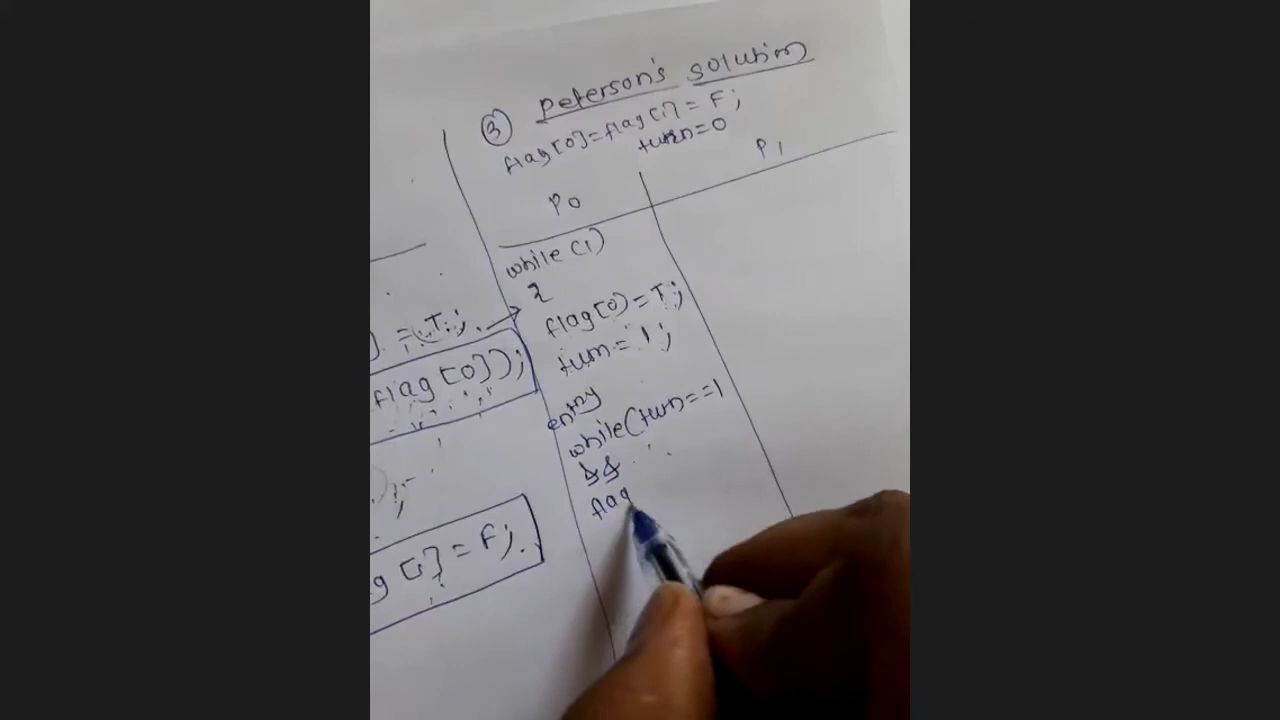 ③ Peterson's solution
flag[0]=flag[1]=F;
turn=0
P0
P1
while(1)
{
flag[0]=T;
turn=1;
entry
while(turn==1
&&
flag
] =T;
flag[0]);
g[1]=F;